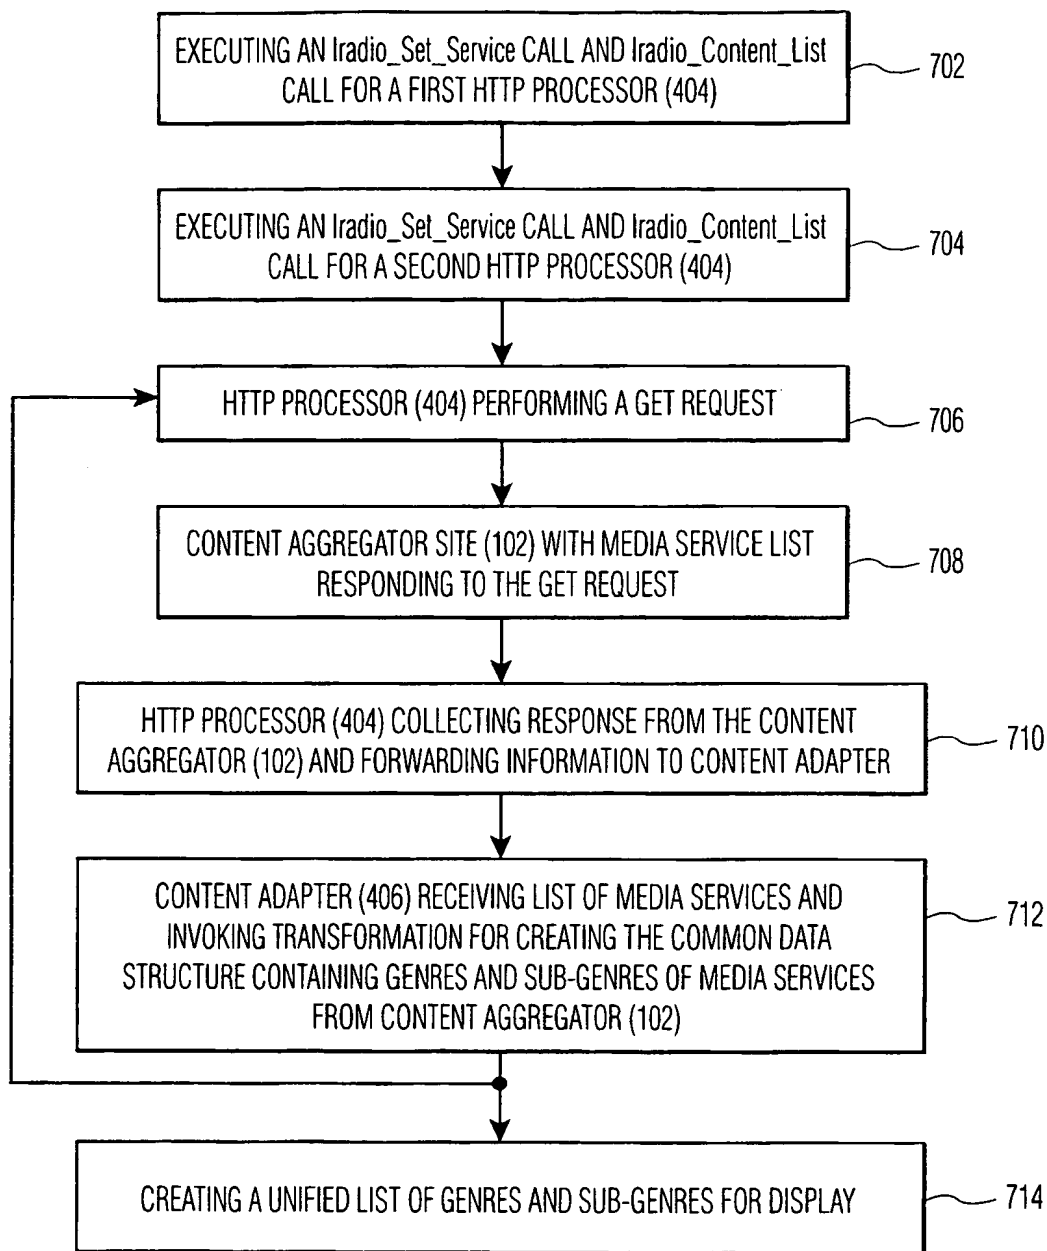 EXECUTING AN Iradio_Set_Service CALL AND Iradio_Content_List
CALL FOR A FIRST HTTP PROCESSOR (404)
702
EXECUTING AN Iradio_Set_Service CALL AND Iradio_Content_List
CALL FOR A SECOND HTTP PROCESSOR (404)
704
HTTP PROCESSOR (404) PERFORMING A GET REQUEST
706
CONTENT AGGREGATOR SITE (102) WITH MEDIA SERVICE LIST
RESPONDING TO THE GET REQUEST
708
HTTP PROCESSOR (404) COLLECTING RESPONSE FROM THE CONTENT
AGGREGATOR (102) AND FORWARDING INFORMATION TO CONTENT ADAPTER
710
CONTENT ADAPTER (406) RECEIVING LIST OF MEDIA SERVICES AND
INVOKING TRANSFORMATION FOR CREATING THE COMMON DATA
STRUCTURE CONTAINING GENRES AND SUB-GENRES OF MEDIA SERVICES
FROM CONTENT AGGREGATOR (102)
712
CREATING A UNIFIED LIST OF GENRES AND SUB-GENRES FOR DISPLAY
714